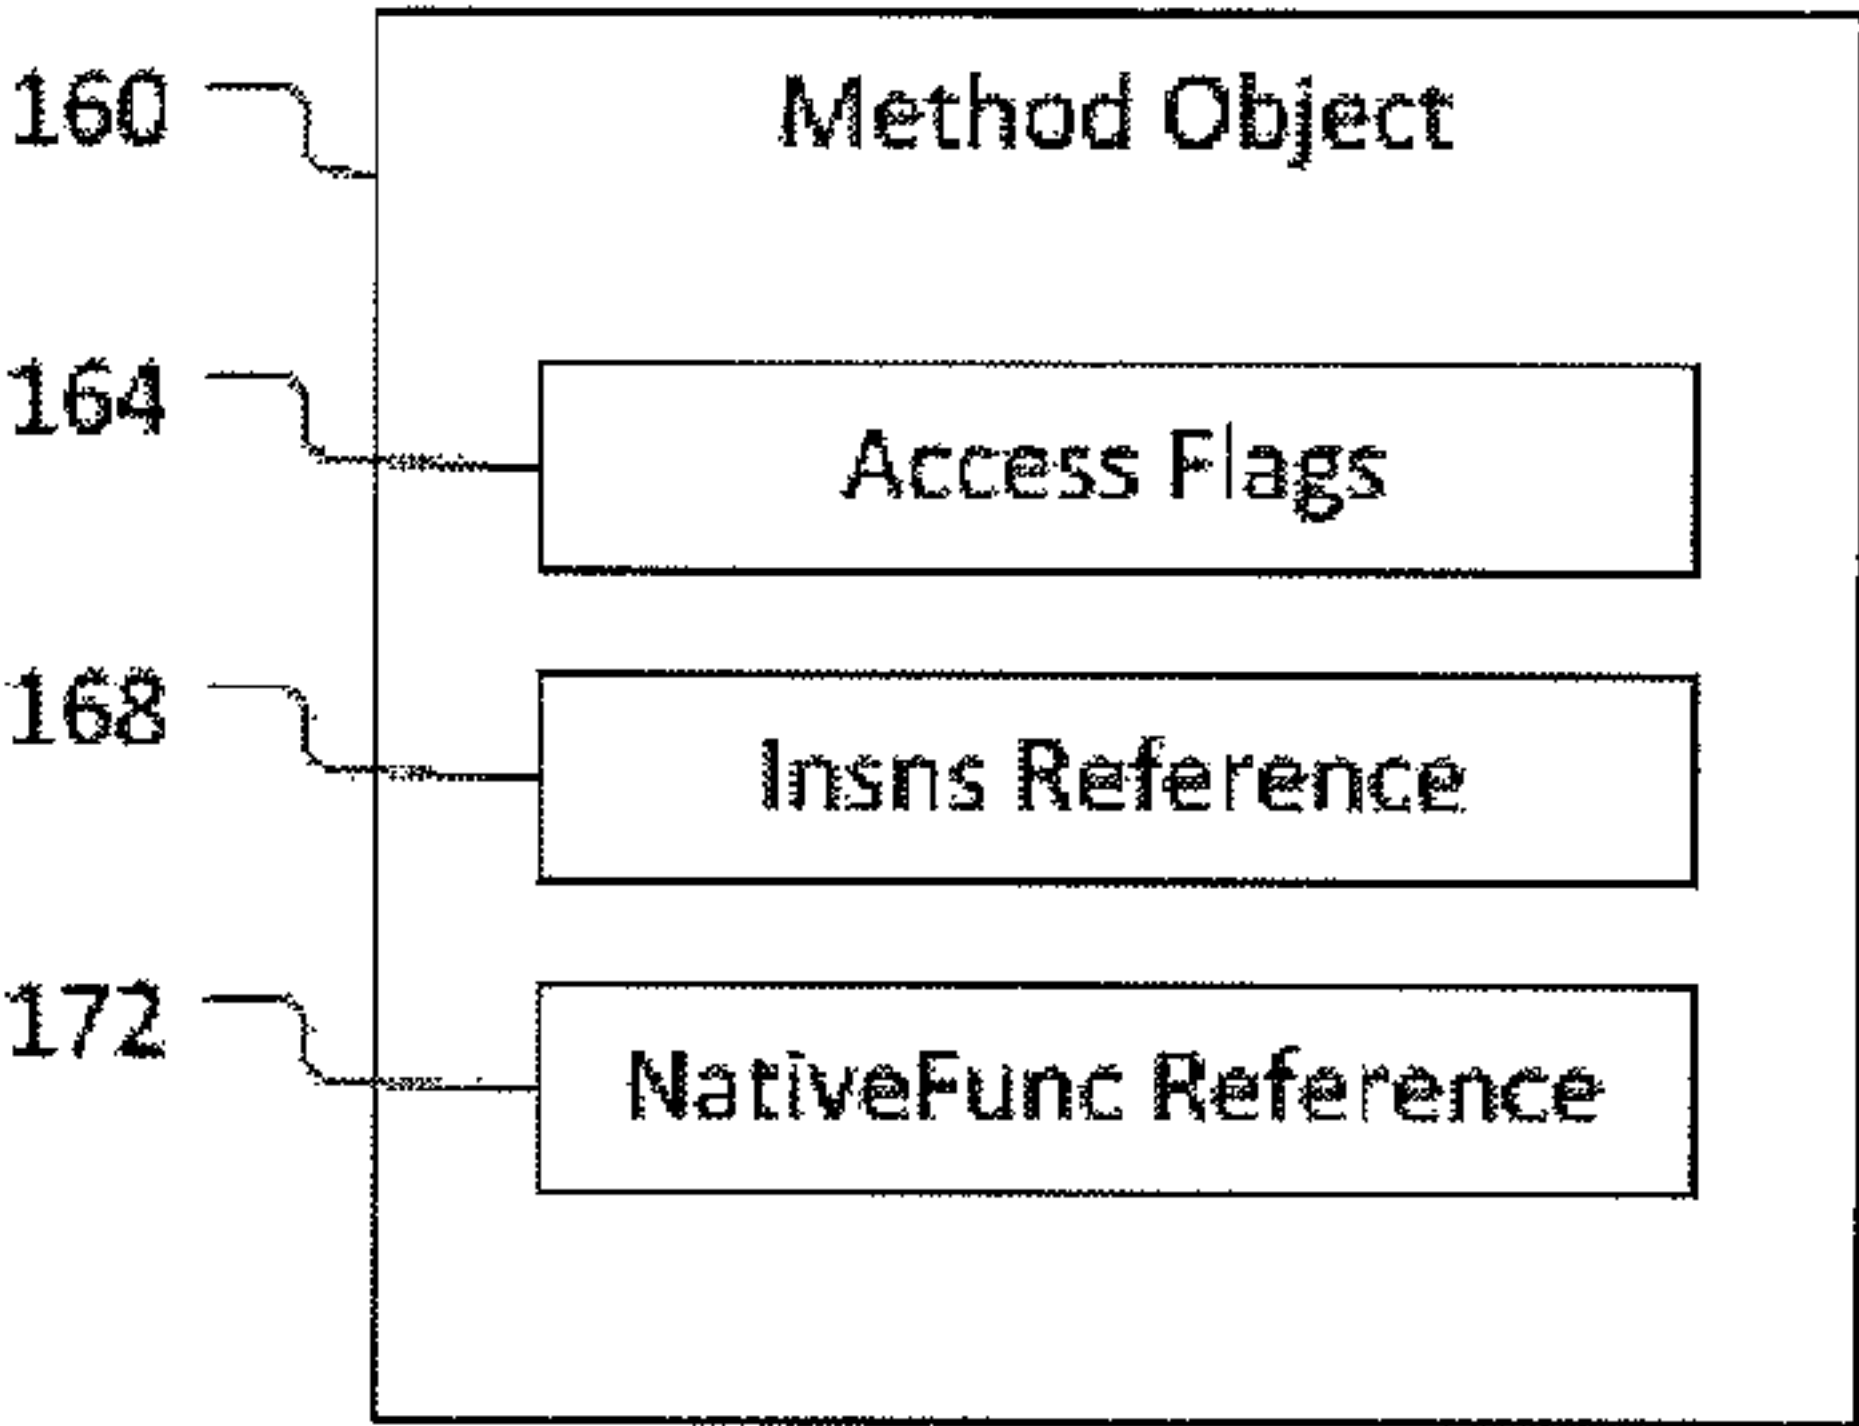 160 Method Object
164 Access Flags
168 Insns Reference
172 NativeFunc Reference